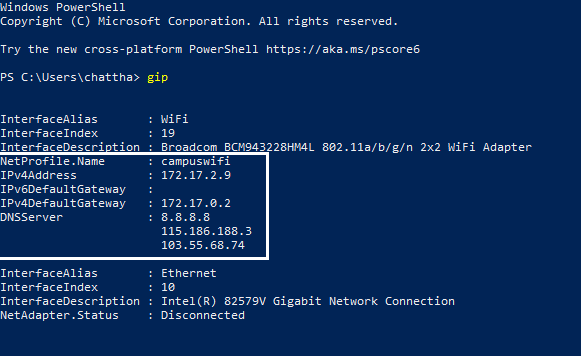 Windows PowerShell
Copyright (C) Microsoft Corporation. All rights reserved.
Try the new cross-platform PowerShell https://aka.ms/pscore6
PS C:\Users\chattha> gip
InterfaceAlias : WiFi
InterfaceIndex : 19
InterfaceDescription : Broadcom BCM943228HM4L 802.11a/b/g/n 2x2 WiFi Adapter
NetProfile.Name : campuswifi
IPv4Address : 172.17.2.9
IPv6DefaultGateway :
IPv4DefaultGateway : 172.17.0.2
DNSServer : 8.8.8.8
115.186.188.3
103.55.68.74
InterfaceAlias : Ethernet
InterfaceIndex : 10
InterfaceDescription : Intel(R) 82579V Gigabit Network Connection
NetAdapter.Status : Disconnected